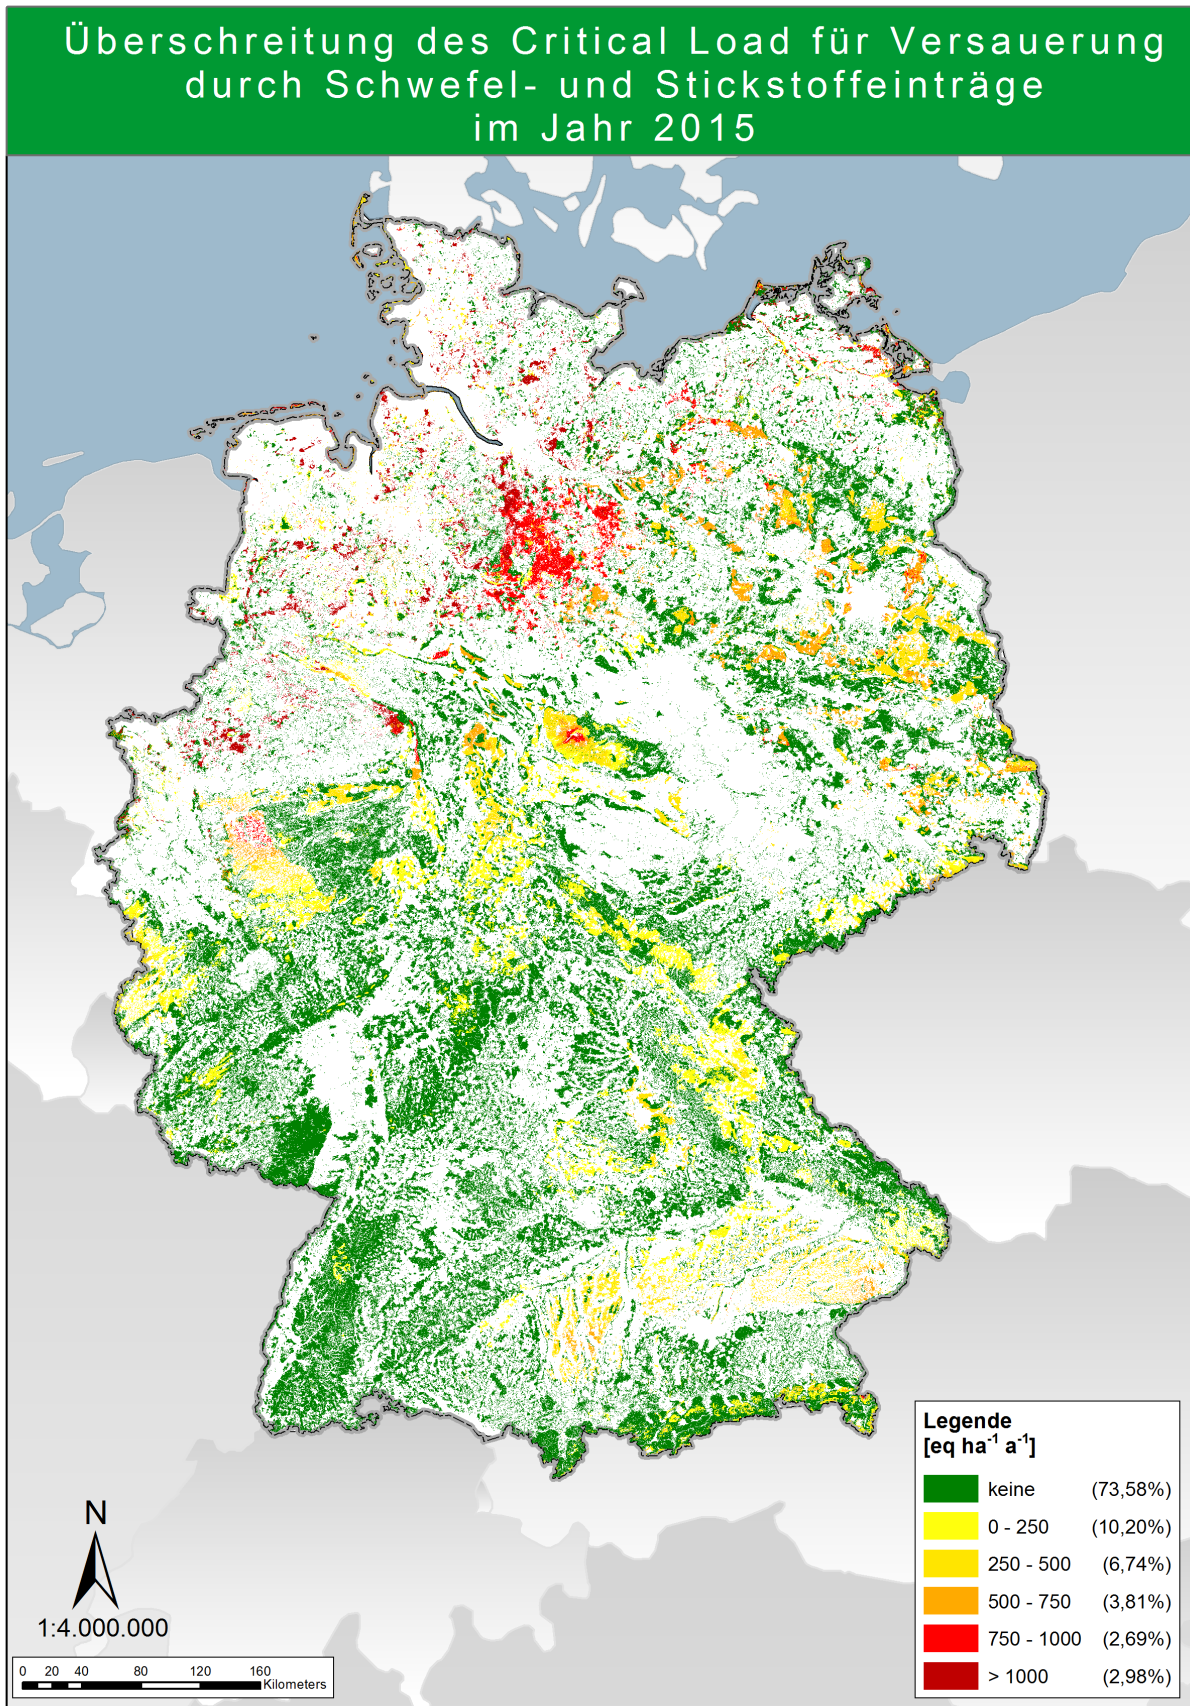 Überschreitung des Critical Load für Versauerung
durch Schwefel- und Stickstoffeinträge
im Jahr 2015
Legende
[eq ha⁻¹ a⁻¹]
keine (73,58%)
0 - 250 (10,20%)
250 - 500 (6,74%)
500 - 750 (3,81%)
750 - 1000 (2,69%)
> 1000 (2,98%)
N
1:4.000.000
0 20 40 80 120 160
Kilometers